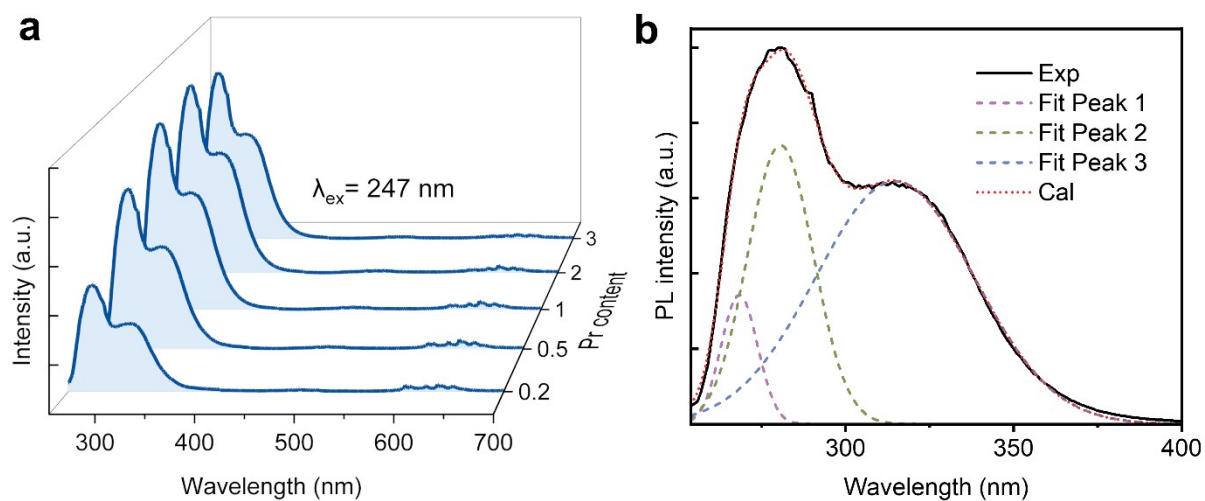 a
λex= 247 nm
Intensity (a.u.)
3
2
1
0.5
0.2
Pr content
300
400
500
600
700
Wavelength (nm)
b
Exp
Fit Peak 1
Fit Peak 2
Fit Peak 3
Cal
PL intensity (a.u.)
300
350
400
Wavelength (nm)